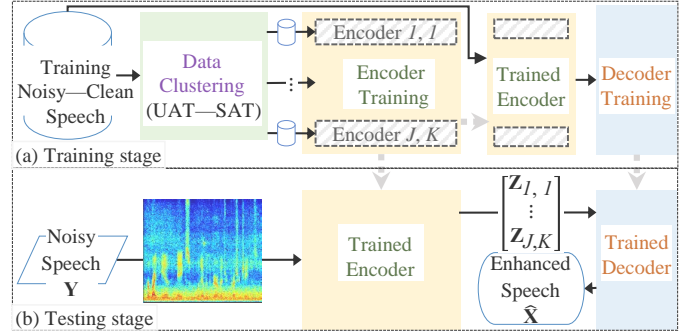 Training
Noisy—Clean
Speech
Data
Clustering
(UAT—SAT)
Encoder 1, 1
Encoder
Training
Encoder J, K
Trained
Encoder
Decoder
Training
(a) Training stage
Noisy
Speech
Y
Trained
Encoder
Z1, 1
⋮
ZJ,K
Enhanced
Speech
X̂
Trained
Decoder
(b) Testing stage